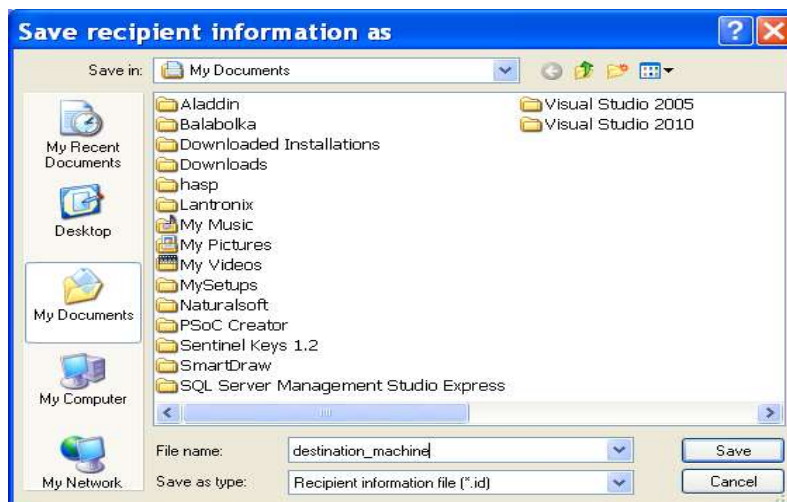 Save recipient information as
Save in:
My Documents
My Recent
Documents
Desktop
My Documents
My Computer
My Network
Aladdin
Balabolka
Downloaded Installations
Downloads
hasp
Lantronix
My Music
My Pictures
My Videos
MySetups
Naturalsoft
PSoC Creator
Sentinel Keys 1.2
SmartDraw
SQL Server Management Studio Express
Visual Studio 2005
Visual Studio 2010
File name:
destination_machine
Save
Save as type:
Recipient information file (*.id)
Cancel